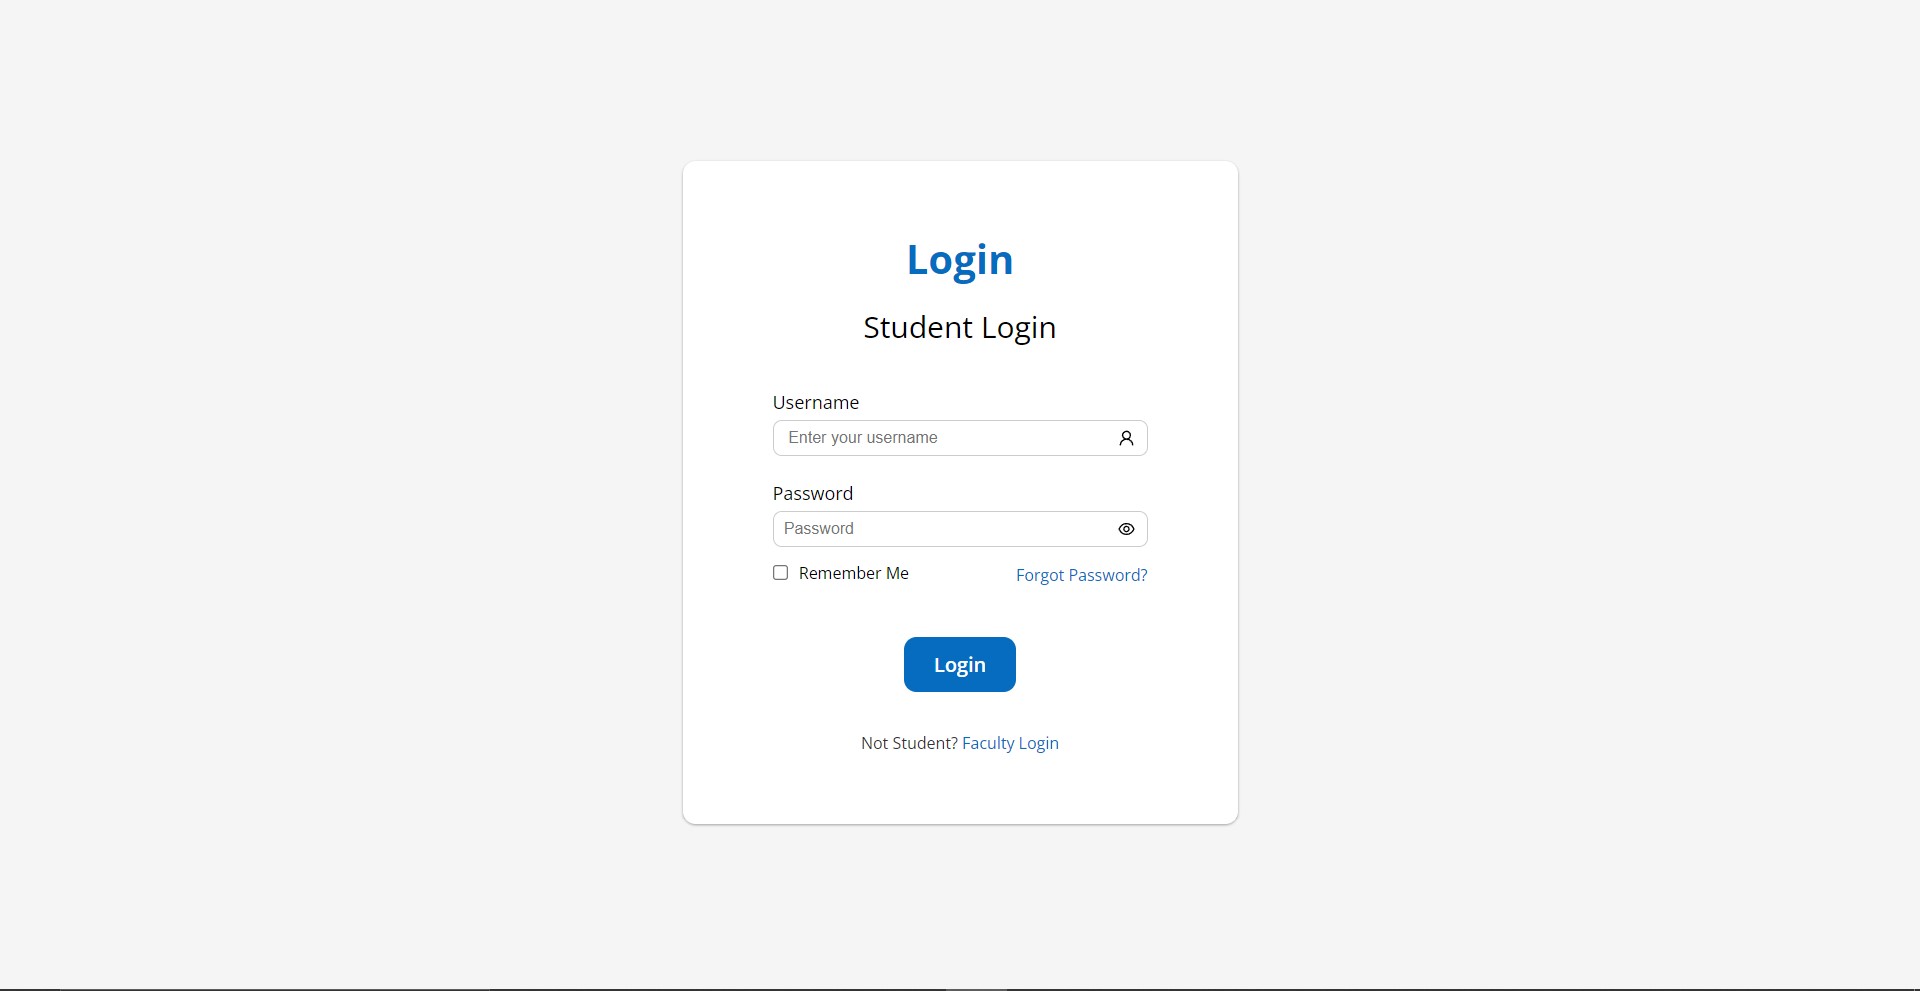 Login
Student Login
Username
Enter your username
Password
Password
Remember Me
Forgot Password?
Login
Not Student? Faculty Login